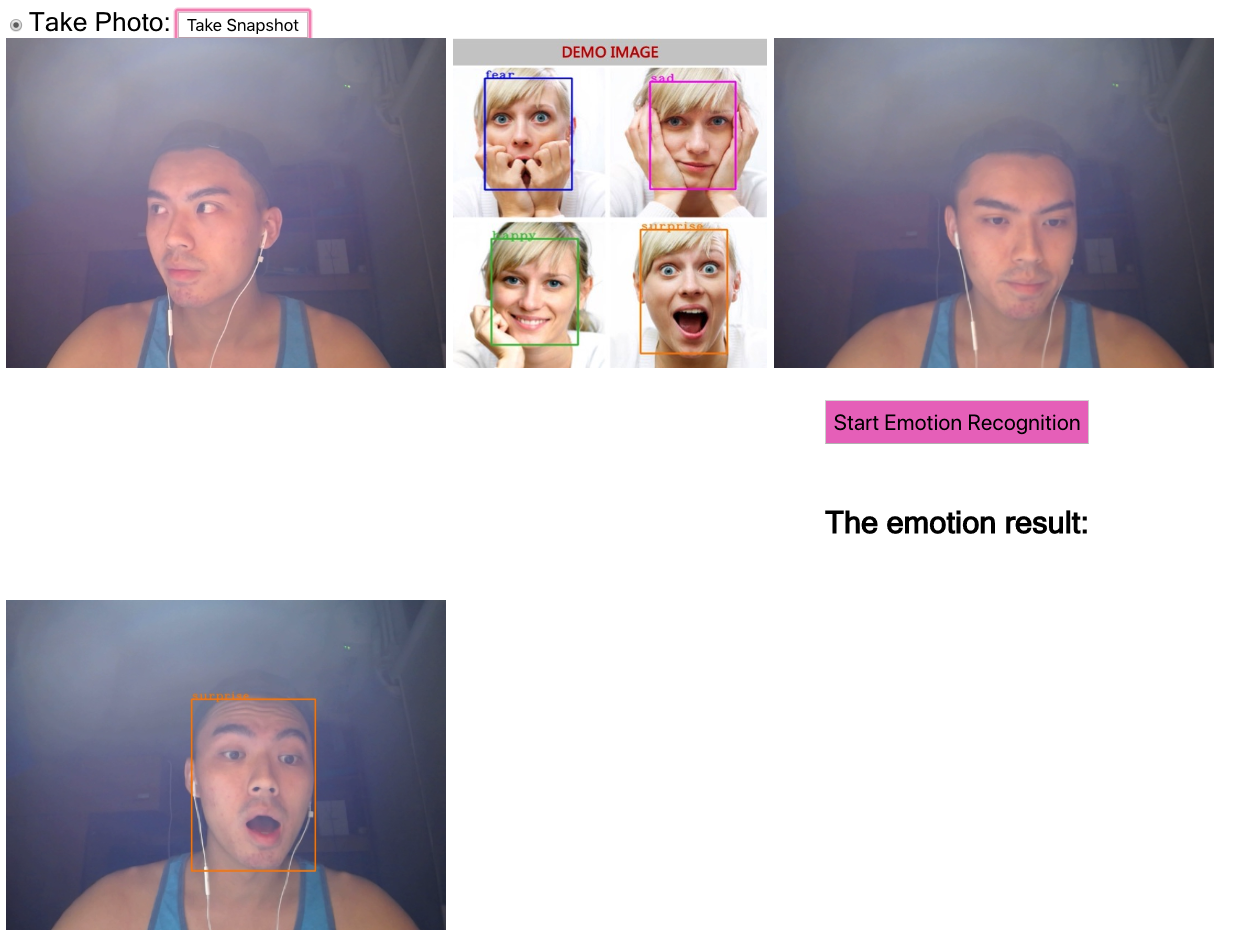 Take Photo: Take Snapshot
DEMO IMAGE
fear
sad
happy
surprise
Start Emotion Recognition
The emotion result:
surprise